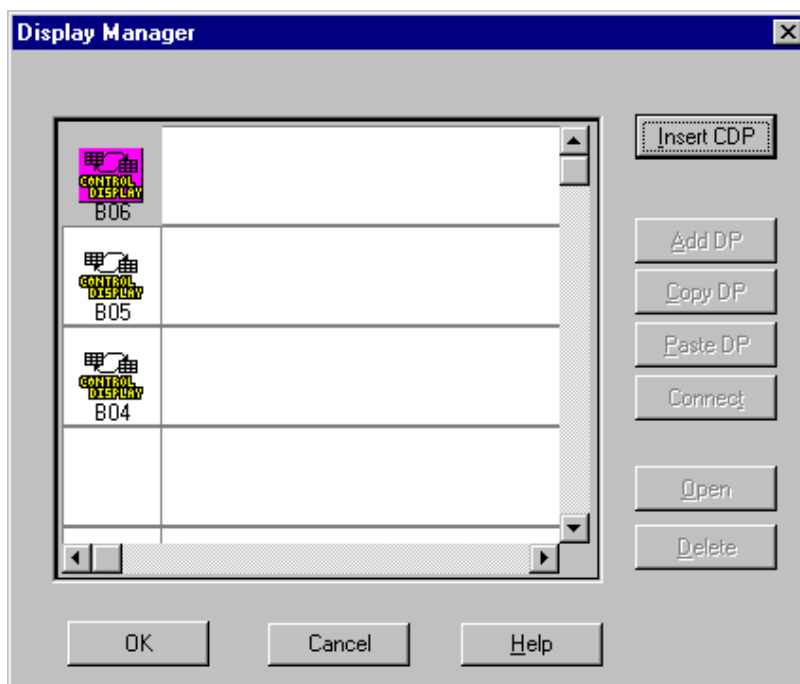 Display Manager
CONTROL
DISPLAY
B06
CONTROL
DISPLAY
B05
CONTROL
DISPLAY
B04
Insert CDP
Add DP
Copy DP
Paste DP
Connect
Open
Delete
OK
Cancel
Help